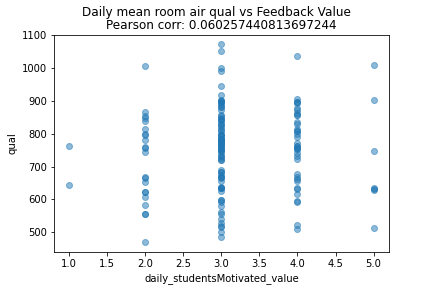 Daily mean room air qual vs Feedback Value
Pearson corr: 0.060257440813697244
1100
1000
900
800
700
600
500
qual
1.0 1.5 2.0 2.5 3.0 3.5 4.0 4.5 5.0
daily_studentsMotivated_value